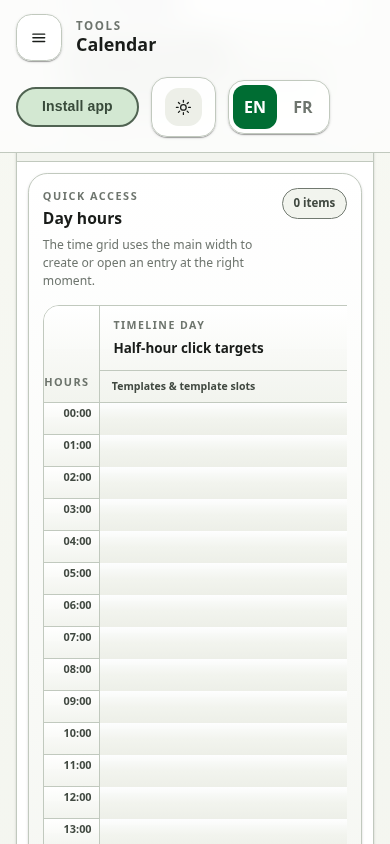 TOOLS
Calendar
Install app
EN FR
QUICK ACCESS
Day hours
0 items
The time grid uses the main width to
create or open an entry at the right
moment.
TIMELINE DAY
Half-hour click targets
HOURS
Templates & template slots
00:00
01:00
02:00
03:00
04:00
05:00
06:00
07:00
08:00
09:00
10:00
11:00
12:00
13:00